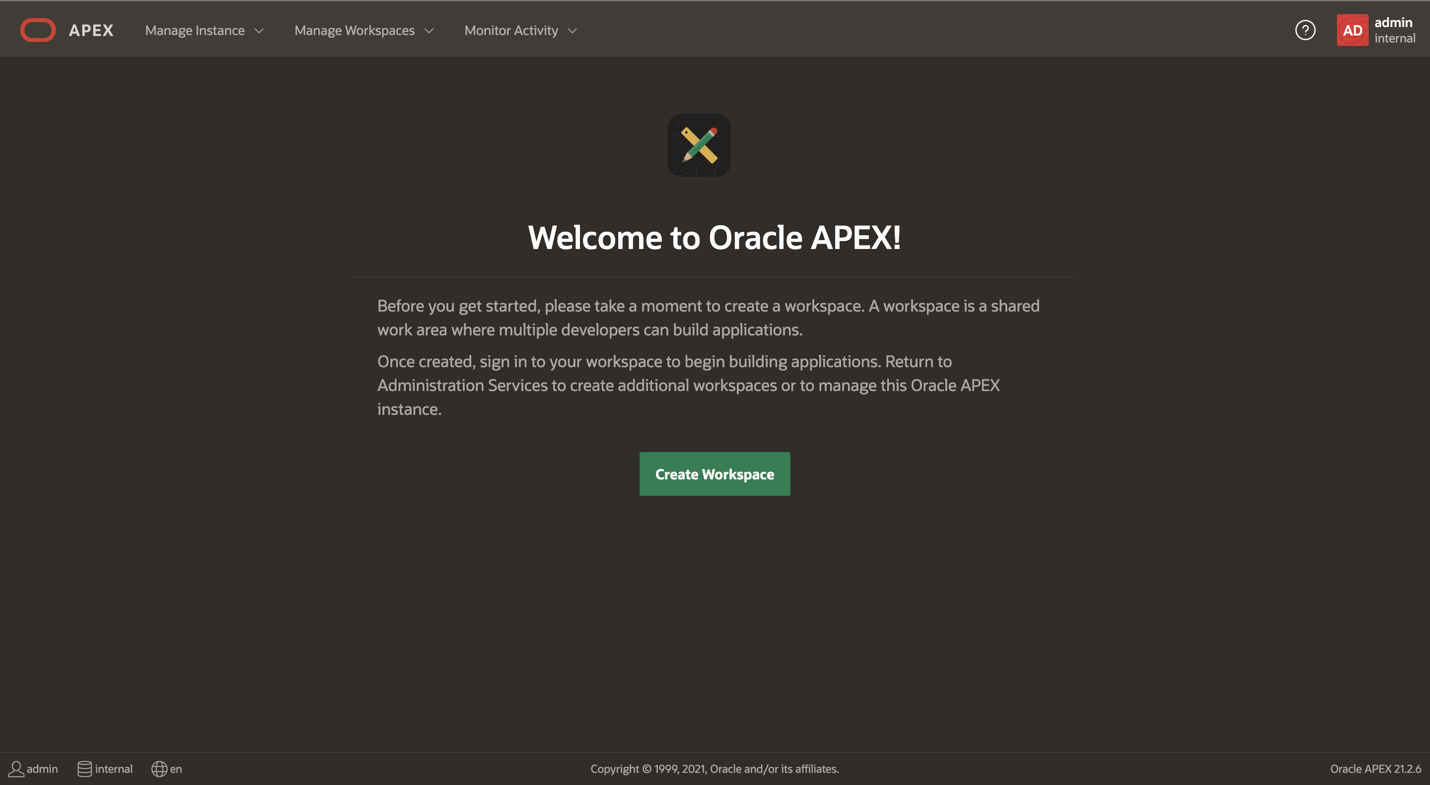 APEX Manage Instance Manage Workspaces Monitor Activity ? AD admin
internal
Welcome to Oracle APEX!
Before you get started, please take a moment to create a workspace. A workspace is a shared
work area where multiple developers can build applications.
Once created, sign in to your workspace to begin building applications. Return to
Administration Services to create additional workspaces or to manage this Oracle APEX
instance.
Create Workspace
admin internal en Copyright © 1999, 2021, Oracle and/or its affiliates. Oracle APEX 21.2.6